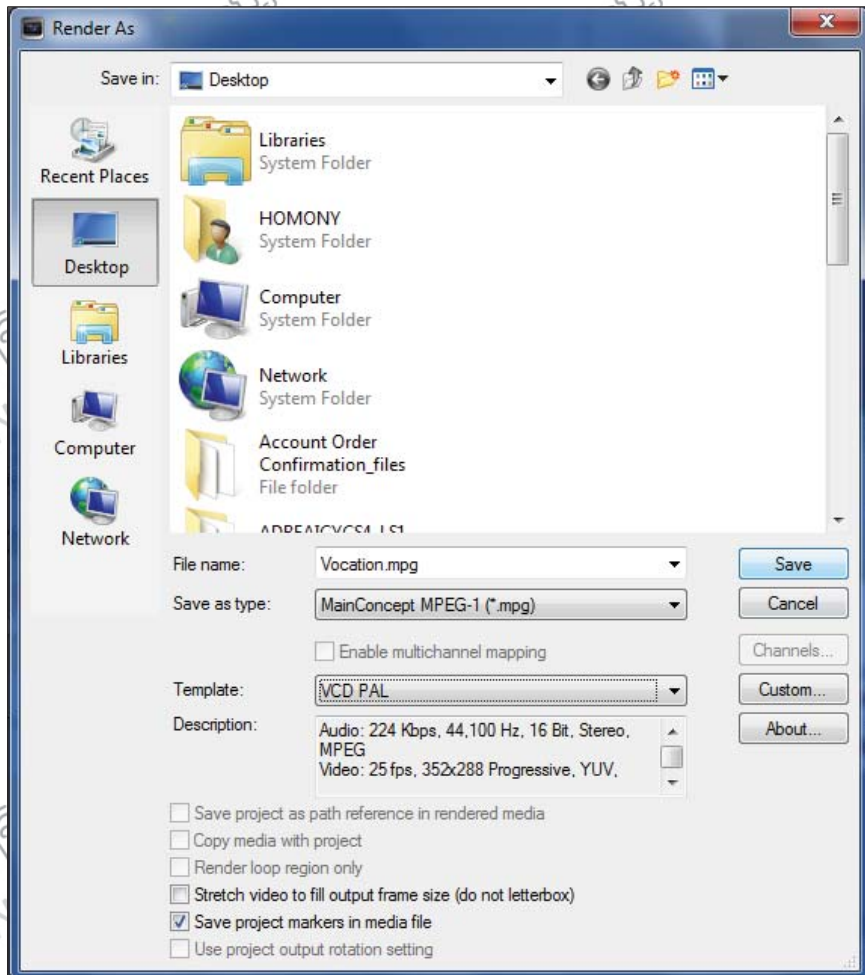 Render As
Save in:
Desktop
Recent Places
Desktop
Libraries
Computer
Network
Libraries
System Folder
HOMONY
System Folder
Computer
System Folder
Network
System Folder
Account Order
Confirmation_files
File folder
File name:
Vocation.mpg
Save
Save as type:
MainConcept MPEG-1 (*.mpg)
Cancel
Enable multichannel mapping
Channels...
Template:
VCD PAL
Custom...
Description:
Audio: 224 Kbps, 44,100 Hz, 16 Bit, Stereo,
MPEG
Video: 25 fps, 352x288 Progressive, YUV,
About...
Save project as path reference in rendered media
Copy media with project
Render loop region only
Stretch video to fill output frame size (do not letterbox)
Save project markers in media file
Use project output rotation setting